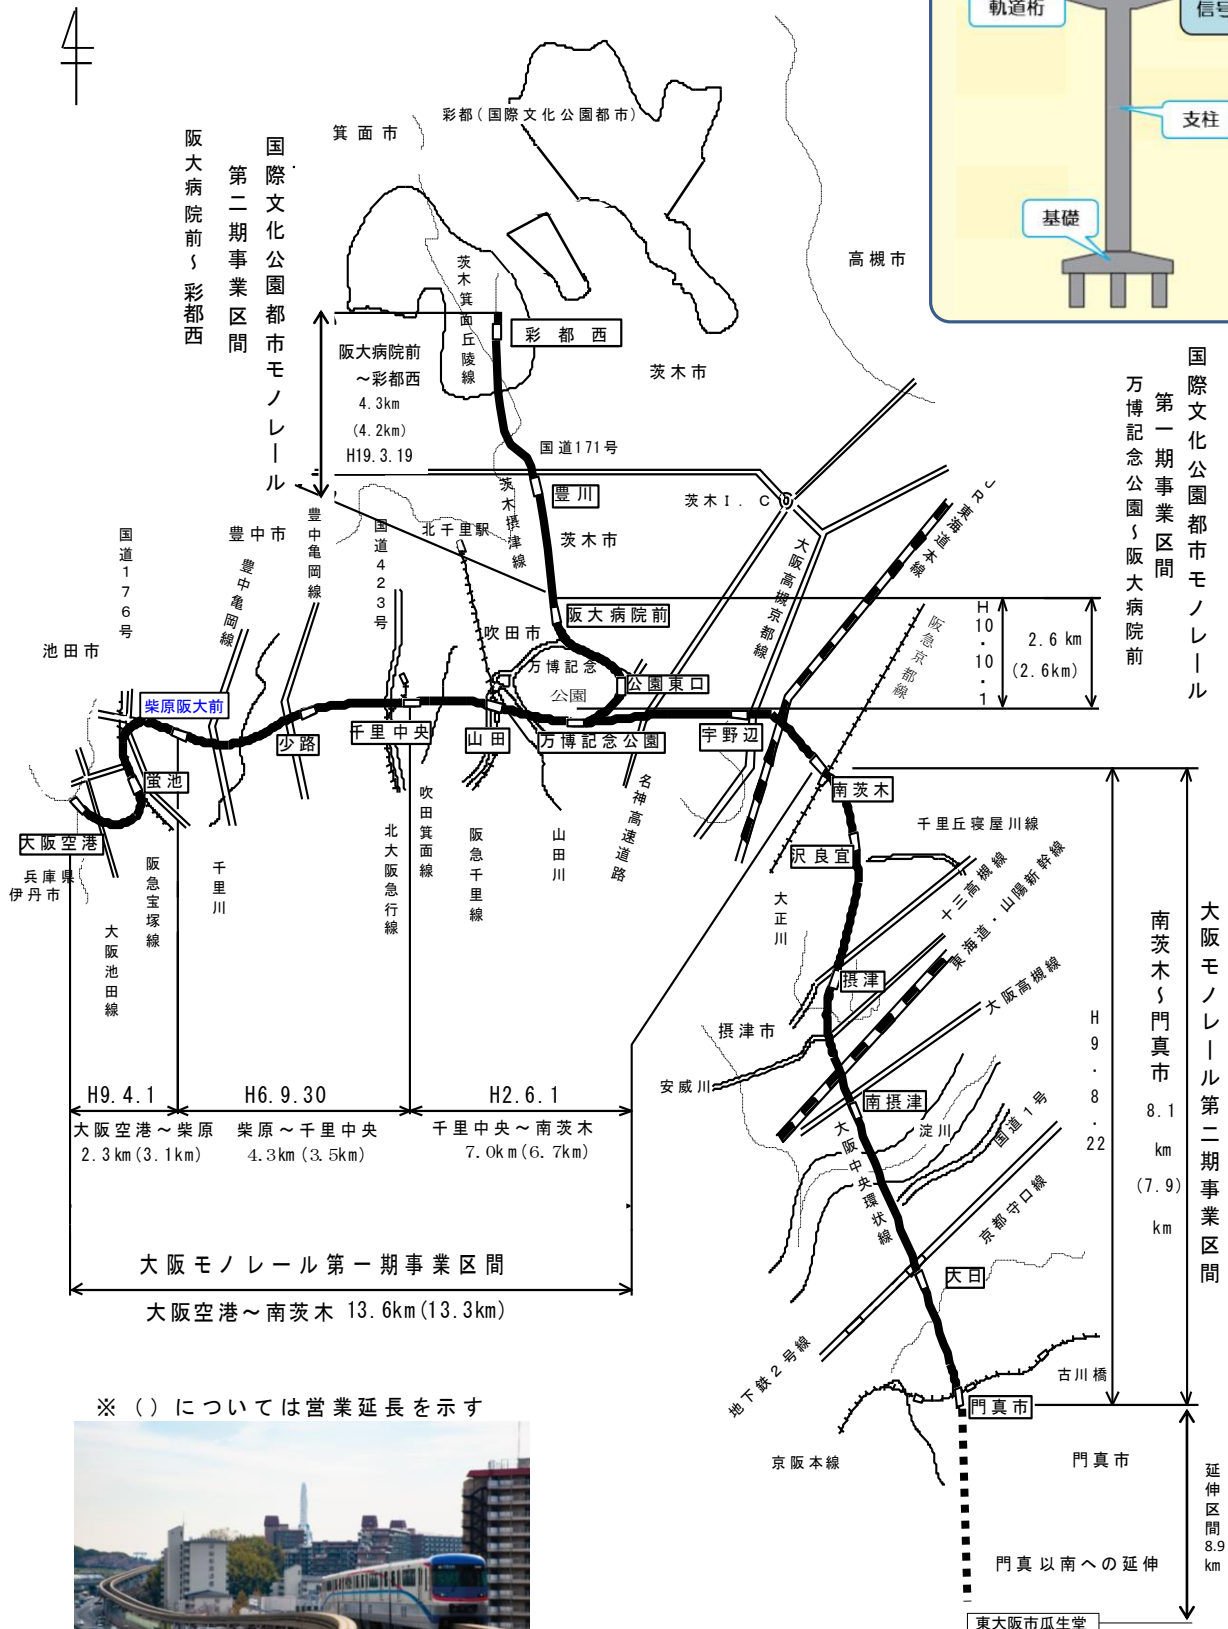 軌道桁
信号
支柱
基礎
彩都(国際文化公園都市)
箕面市
高槻市
国際文化公園都市モノレール
第二期事業区間
阪大病院前～彩都西
茨木箕面丘陵線
彩都西
阪大病院前
～彩都西
4.3km
(4.2km)
H19.3.19
茨木市
国際文化公園都市モノレール
第一期事業区間
万博記念公園～阪大病院前
国道171号
豊川
茨木摂津線
茨木I.C
JR東海道本線
国道176号
豊中市
豊中亀岡線
豊中亀岡線
国道423号
北千里駅
茨木市
大阪高槻京都線
阪大病院前
H10・10・1
2.6km
(2.6km)
吹田市
阪急京都線
池田市
万博記念
公園
公園東口
柴原阪大前
少路
千里中央
山田
万博記念公園
宇野辺
蛍池
南茨木
大阪空港
兵庫県
伊丹市
大阪池田線
阪急宝塚線
千里川
北大阪急行線
吹田箕面線
阪急千里線
山田川
名神高速道路
千里丘寝屋川線
沢良宜
十三高槻線
東海道・山陽新幹線
大正川
大阪モノレール第二期事業区間
南茨木～門真市
8.1
km
(7.9)
km
摂津
大阪高槻線
摂津市
安威川
H9・8・22
南摂津
淀川
国道1号
大阪中央環状線
京都守口線
H9.4.1
H6.9.30
H2.6.1
大阪空港～柴原
2.3km(3.1km)
柴原～千里中央
4.3km(3.5km)
千里中央～南茨木
7.0km(6.7km)
大阪モノレール第一期事業区間
大阪空港～南茨木 13.6km(13.3km)
大日
地下鉄2号線
古川橋
門真市
京阪本線
門真市
延伸区間
8.9
km
門真以南への延伸
東大阪市瓜生堂
※（）については営業延長を示す